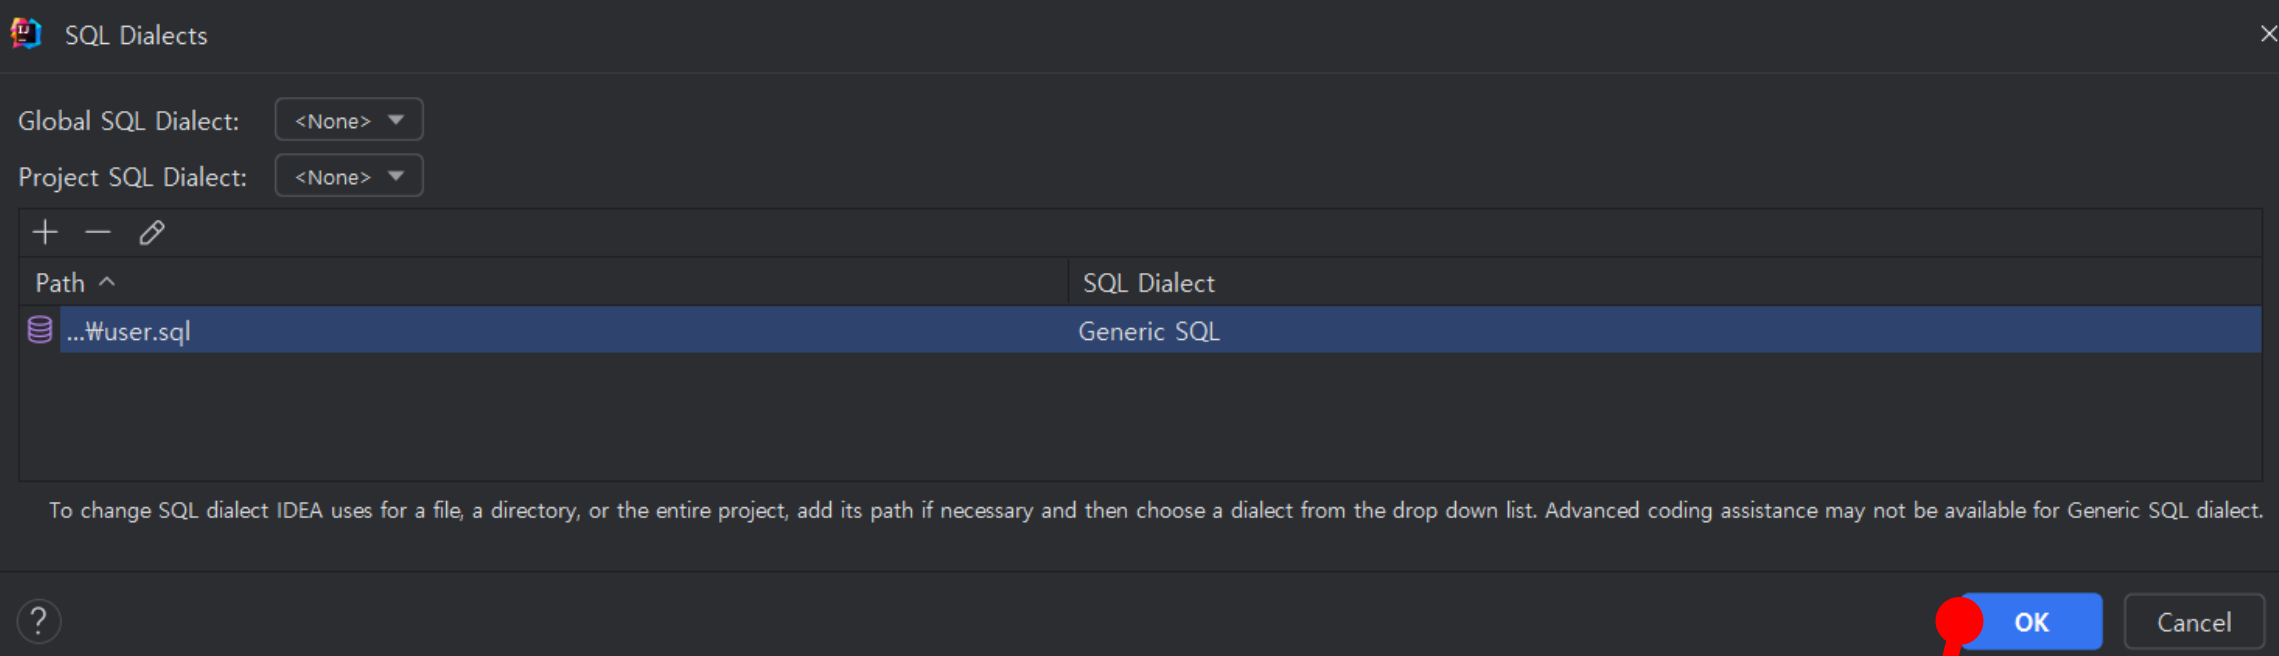 SQL Dialects
Global SQL Dialect: <None>
Project SQL Dialect: <None>
Path SQL Dialect
...₩user.sql Generic SQL
To change SQL dialect IDEA uses for a file, a directory, or the entire project, add its path if necessary and then choose a dialect from the drop down list. Advanced coding assistance may not be available for Generic SQL dialect.
? OK Cancel